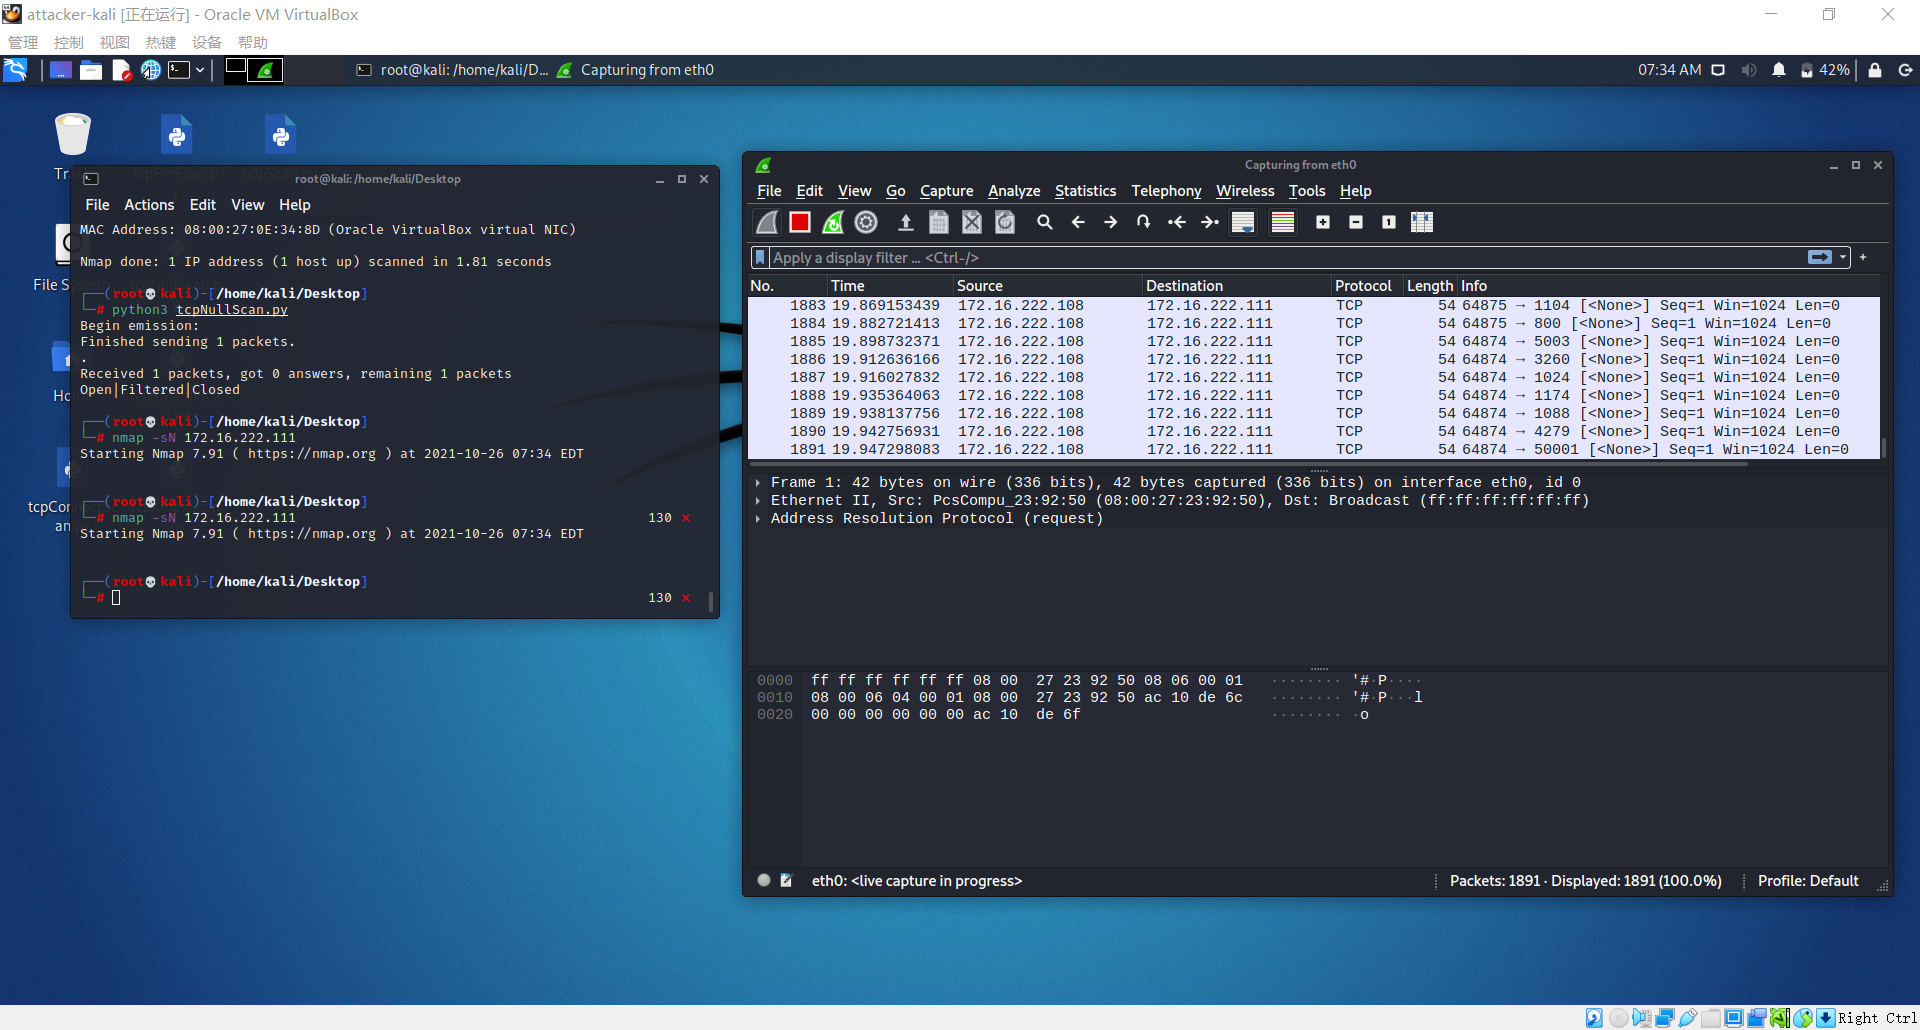 attacker-kali [正在运行] - Oracle VM VirtualBox
管理 控制 视图 热键 设备 帮助
root@kali: /home/kali/D... Capturing from eth0 07:34 AM 42%
tcpFinScan.p
File Sys
tcpCon
an.
root@kali: /home/kali/Desktop
File Actions Edit View Help
MAC Address: 08:00:27:0E:34:8D (Oracle VirtualBox virtual NIC)
Nmap done: 1 IP address (1 host up) scanned in 1.81 seconds
(root💀kali)-[/home/kali/Desktop]
# python3 tcpNullScan.py
Begin emission:
Finished sending 1 packets.
.
Received 1 packets, got 0 answers, remaining 1 packets
Open|Filtered|Closed
(root💀kali)-[/home/kali/Desktop]
# nmap -sN 172.16.222.111
Starting Nmap 7.91 ( https://nmap.org ) at 2021-10-26 07:34 EDT
(root💀kali)-[/home/kali/Desktop]
# nmap -sN 172.16.222.111 130 ⨯
Starting Nmap 7.91 ( https://nmap.org ) at 2021-10-26 07:34 EDT
(root💀kali)-[/home/kali/Desktop]
# 130 ⨯
Capturing from eth0
File Edit View Go Capture Analyze Statistics Telephony Wireless Tools Help
Apply a display filter ... <Ctrl-/>
No. Time Source Destination Protocol Length Info
1883 19.869153439 172.16.222.108 172.16.222.111 TCP 54 64875 → 1104 [<None>] Seq=1 Win=1024 Len=0
1884 19.882721413 172.16.222.108 172.16.222.111 TCP 54 64875 → 800 [<None>] Seq=1 Win=1024 Len=0
1885 19.898732371 172.16.222.108 172.16.222.111 TCP 54 64874 → 5003 [<None>] Seq=1 Win=1024 Len=0
1886 19.912636166 172.16.222.108 172.16.222.111 TCP 54 64874 → 3260 [<None>] Seq=1 Win=1024 Len=0
1887 19.916027832 172.16.222.108 172.16.222.111 TCP 54 64874 → 1024 [<None>] Seq=1 Win=1024 Len=0
1888 19.935364063 172.16.222.108 172.16.222.111 TCP 54 64874 → 1174 [<None>] Seq=1 Win=1024 Len=0
1889 19.938137756 172.16.222.108 172.16.222.111 TCP 54 64874 → 1088 [<None>] Seq=1 Win=1024 Len=0
1890 19.942756931 172.16.222.108 172.16.222.111 TCP 54 64874 → 4279 [<None>] Seq=1 Win=1024 Len=0
1891 19.947298083 172.16.222.108 172.16.222.111 TCP 54 64874 → 50001 [<None>] Seq=1 Win=1024 Len=0
Frame 1: 42 bytes on wire (336 bits), 42 bytes captured (336 bits) on interface eth0, id 0
Ethernet II, Src: PcsCompu_23:92:50 (08:00:27:23:92:50), Dst: Broadcast (ff:ff:ff:ff:ff:ff)
Address Resolution Protocol (request)
0000 ff ff ff ff ff ff 08 00 27 23 92 50 08 06 00 01 ········ '#·P····
0010 08 00 06 04 00 01 08 00 27 23 92 50 ac 10 de 6c ········ '#·P···l
0020 00 00 00 00 00 00 ac 10 de 6f ········ ·o
eth0: <live capture in progress> Packets: 1891 · Displayed: 1891 (100.0%) Profile: Default
Right Ctrl